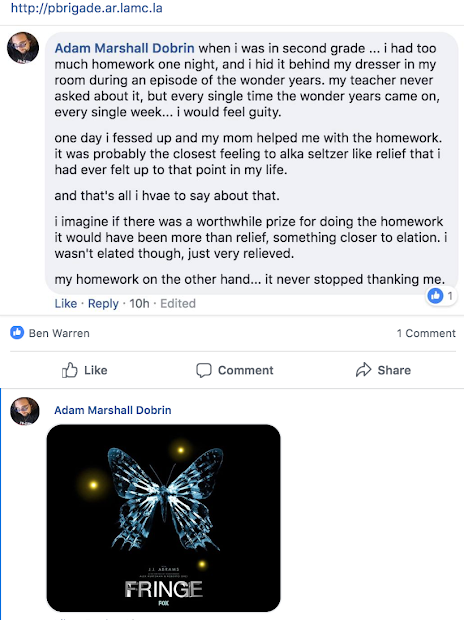 http://pbrigade.ar.lamc.la
Adam Marshall Dobrin when i was in second grade ... i had too
much homework one night, and i hid it behind my dresser in my
room during an episode of the wonder years. my teacher never
asked about it, but every single time the wonder years came on,
every single week... i would feel guity.
one day i fessed up and my mom helped me with the homework.
it was probably the closest feeling to alka seltzer like relief that i
had ever felt up to that point in my life.
and that's all i hvae to say about that.
i imagine if there was a worthwhile prize for doing the homework
it would have been more than relief, something closer to elation. i
wasn't elated though, just very relieved.
my homework on the other hand... it never stopped thanking me.
1
Like · Reply · 10h · Edited
Ben Warren
1 Comment
Like
Comment
Share
Adam Marshall Dobrin
J.J. ABRAMS
FRINGE
FOX